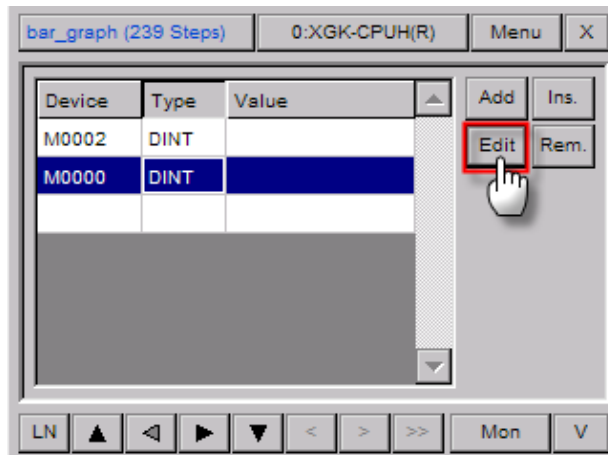 bar_graph (239 Steps) 0:XGK-CPUH(R) Menu X
Device Type Value Add Ins.
M0002 DINT Edit Rem.
M0000 DINT
LN < > >> Mon V